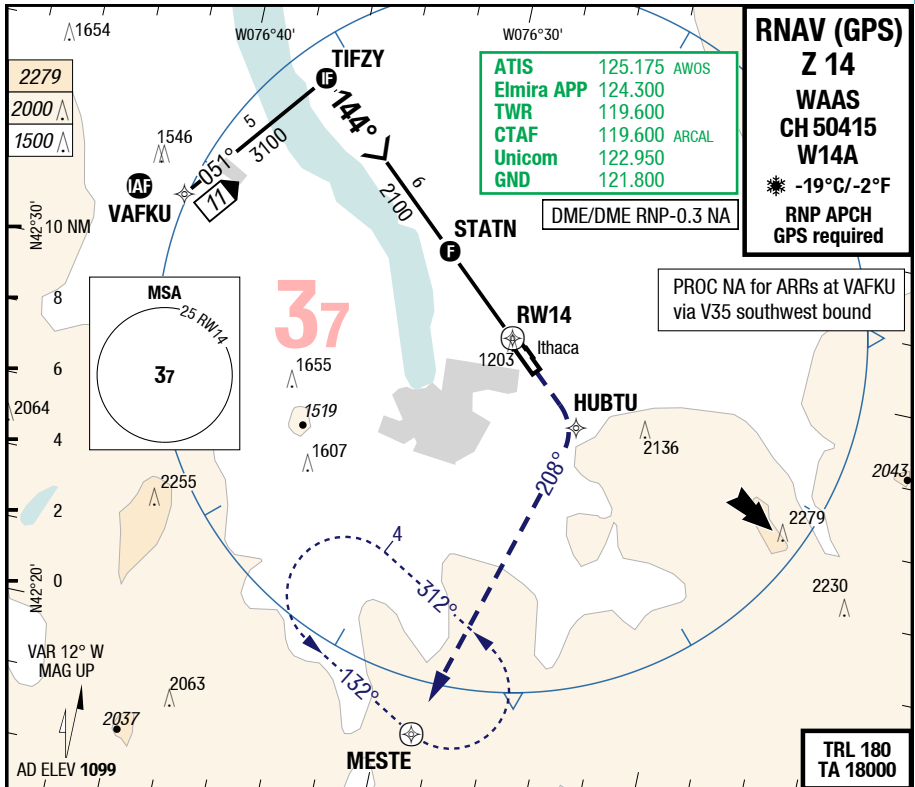 1654
W076°40'
W076°30'
RNAV (GPS)
Z 14
WAAS
CH 50415
W14A
-19°C/-2°F
RNP APCH
GPS required
2279
2000
1500
TIFZY
IF
144°
5
3100
051°
11
1546
IAF
VAFKU
6
2100
ATIS 125.175 AWOS
Elmira APP 124.300
TWR 119.600
CTAF 119.600 ARCAL
Unicom 122.950
GND 121.800
DME/DME RNP-0.3 NA
N42°30'
10 NM
STATN
F
PROC NA for ARRs at VAFKU
via V35 southwest bound
8
MSA
25 RW14
37
37
RW14
1203
Ithaca
6
1655
2064
1519
HUBTU
4
1607
2136
208°
2043
2255
2
2279
4
0
N42°20'
312°
2230
VAR 12° W
MAG UP
132°
2063
2037
MESTE
AD ELEV 1099
TRL 180
TA 18000